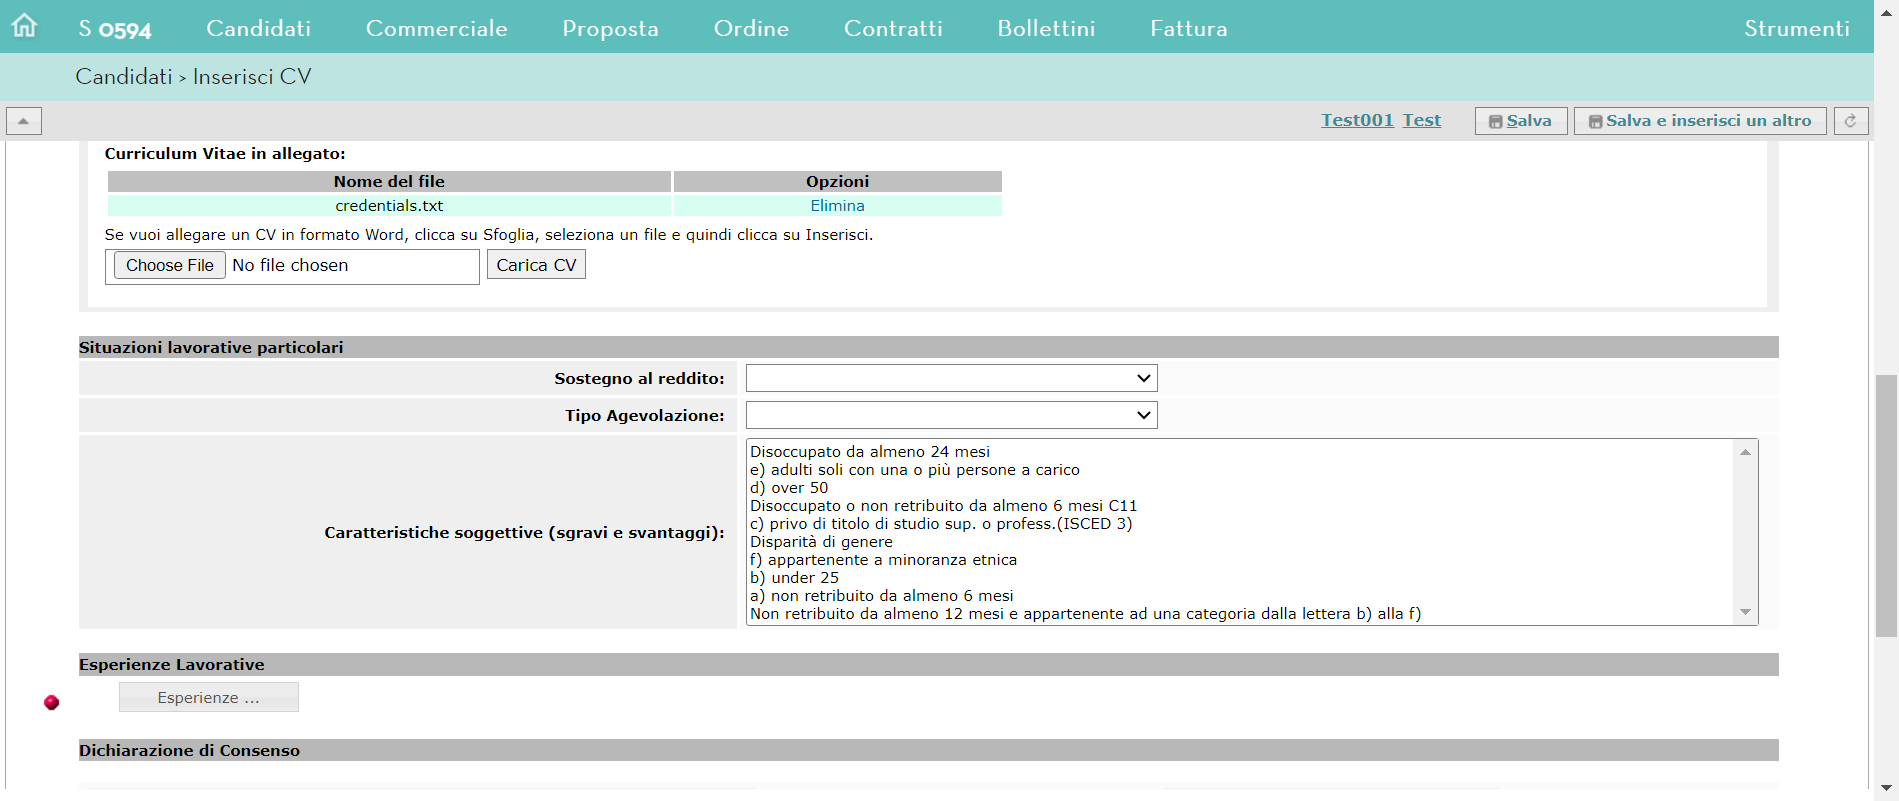 S 0594 Candidati Commerciale Proposta Ordine Contratti Bollettini Fattura Strumenti
Candidati > Inserisci CV
Test001 Test Salva Salva e inserisci un altro
Curriculum Vitae in allegato:
Nome del file Opzioni
credentials.txt Elimina
Se vuoi allegare un CV in formato Word, clicca su Sfoglia, seleziona un file e quindi clicca su Inserisci.
Choose File No file chosen Carica CV
Situazioni lavorative particolari
Sostegno al reddito:
Tipo Agevolazione:
Caratteristiche soggettive (sgravi e svantaggi):
Disoccupato da almeno 24 mesi
e) adulti soli con una o più persone a carico
d) over 50
Disoccupato o non retribuito da almeno 6 mesi C11
c) privo di titolo di studio sup. o profess.(ISCED 3)
Disparità di genere
f) appartenente a minoranza etnica
b) under 25
a) non retribuito da almeno 6 mesi
Non retribuito da almeno 12 mesi e appartenente ad una categoria dalla lettera b) alla f)
Esperienze Lavorative
Esperienze ...
Dichiarazione di Consenso